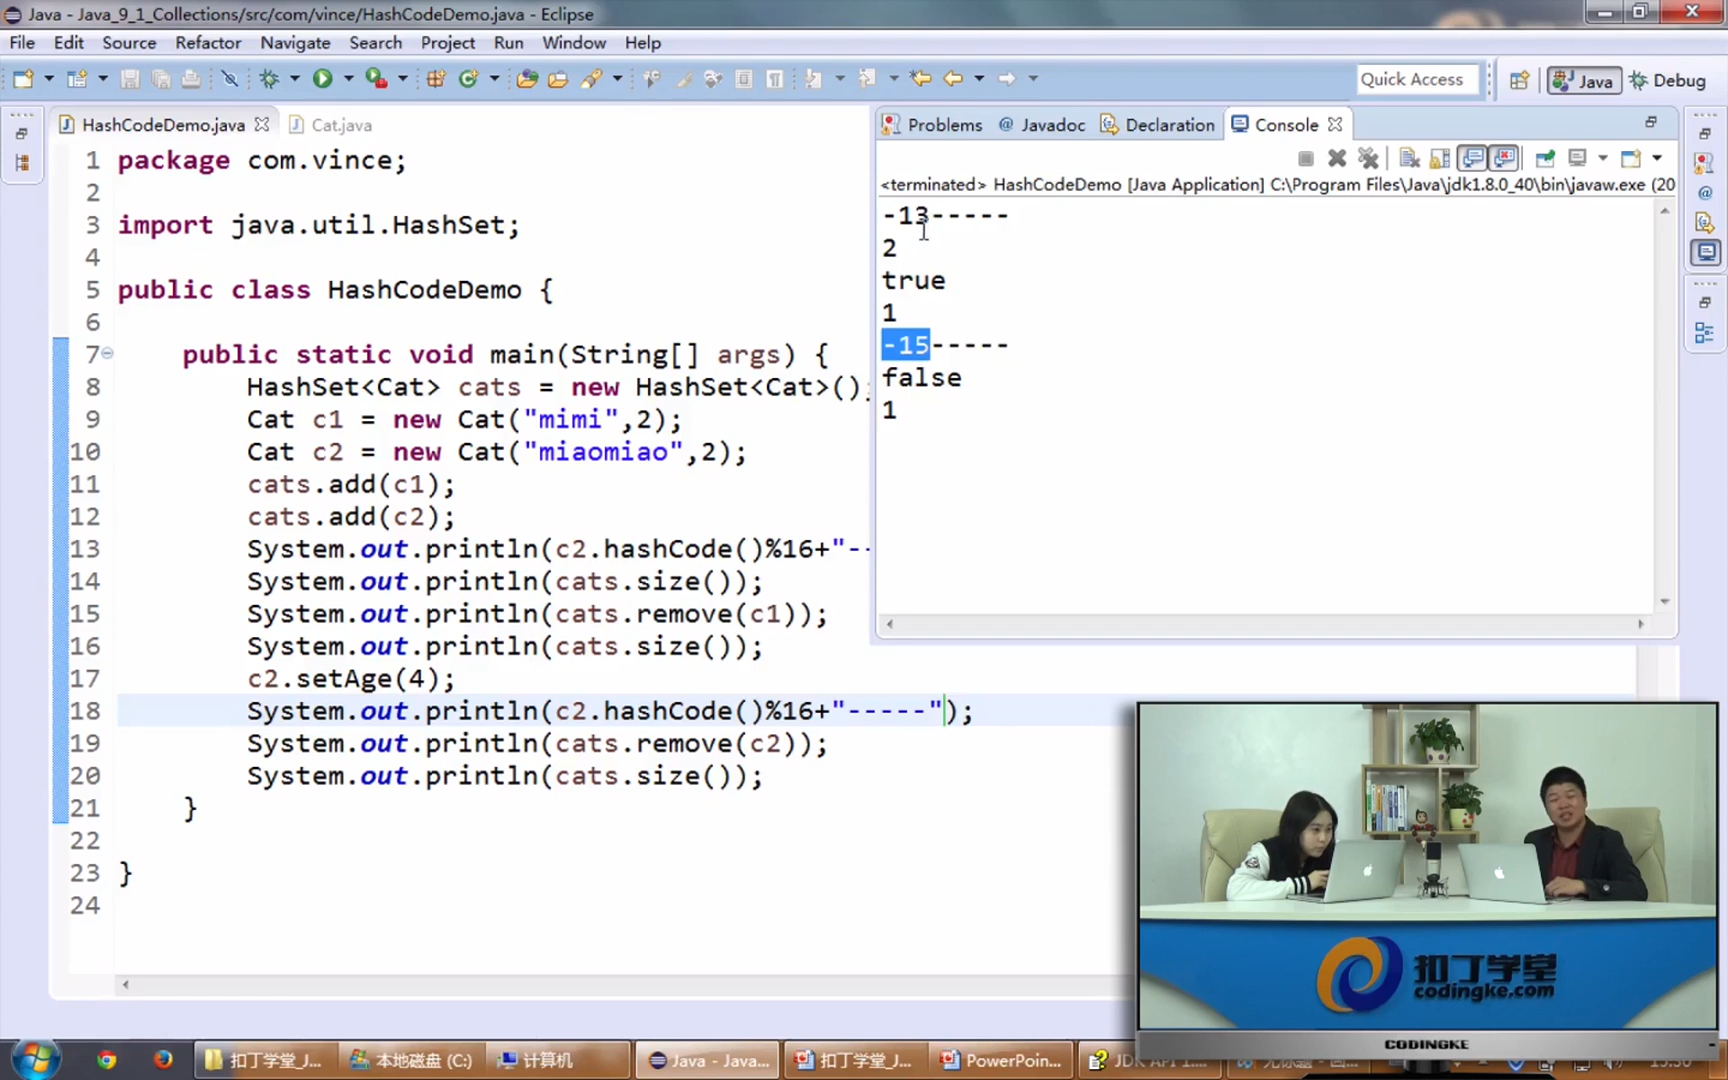 Java - Java_9_1_Collections/src/com/vince/HashCodeDemo.java - Eclipse
File Edit Source Refactor Navigate Search Project Run Window Help
Quick Access Java Debug
HashCodeDemo.java Cat.java
1 package com.vince;
2
3 import java.util.HashSet;
4
5 public class HashCodeDemo {
6
7 public static void main(String[] args) {
8 HashSet<Cat> cats = new HashSet<Cat>();
9 Cat c1 = new Cat("mimi",2);
10 Cat c2 = new Cat("miaomiao",2);
11 cats.add(c1);
12 cats.add(c2);
13 System.out.println(c2.hashCode()%16+"--
14 System.out.println(cats.size());
15 System.out.println(cats.remove(c1));
16 System.out.println(cats.size());
17 c2.setAge(4);
18 System.out.println(c2.hashCode()%16+"-----");
19 System.out.println(cats.remove(c2));
20 System.out.println(cats.size());
21 }
22
23 }
24
Problems @ Javadoc Declaration Console
<terminated> HashCodeDemo [Java Application] C:\Program Files\Java\jdk1.8.0_40\bin\javaw.exe (20
-13-----
2
true
1
-15-----
false
1
扣丁学堂
codingke.com
CODINGKE
扣丁学堂_J... 本地磁盘 (C:) 计算机 Java - Java... 扣丁学堂_J... PowerPoin... JDK API 1....